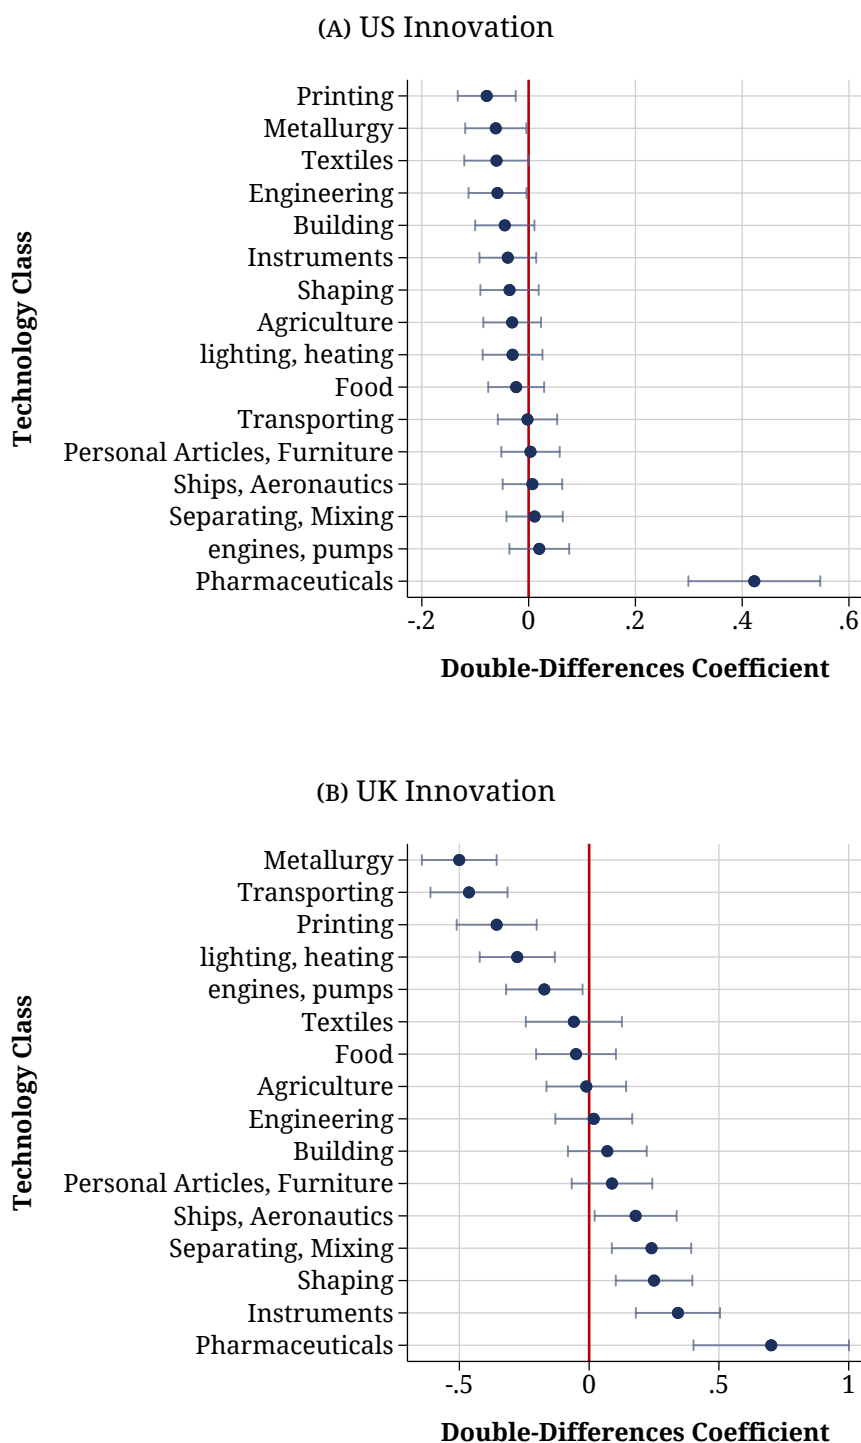 (A) US Innovation
Technology Class
Printing
Metallurgy
Textiles
Engineering
Building
Instruments
Shaping
Agriculture
lighting, heating
Food
Transporting
Personal Articles, Furniture
Ships, Aeronautics
Separating, Mixing
engines, pumps
Pharmaceuticals
-.2 0 .2 .4 .6
Double-Differences Coefficient
(B) UK Innovation
Technology Class
Metallurgy
Transporting
Printing
lighting, heating
engines, pumps
Textiles
Food
Agriculture
Engineering
Building
Personal Articles, Furniture
Ships, Aeronautics
Separating, Mixing
Shaping
Instruments
Pharmaceuticals
-.5 0 .5 1
Double-Differences Coefficient